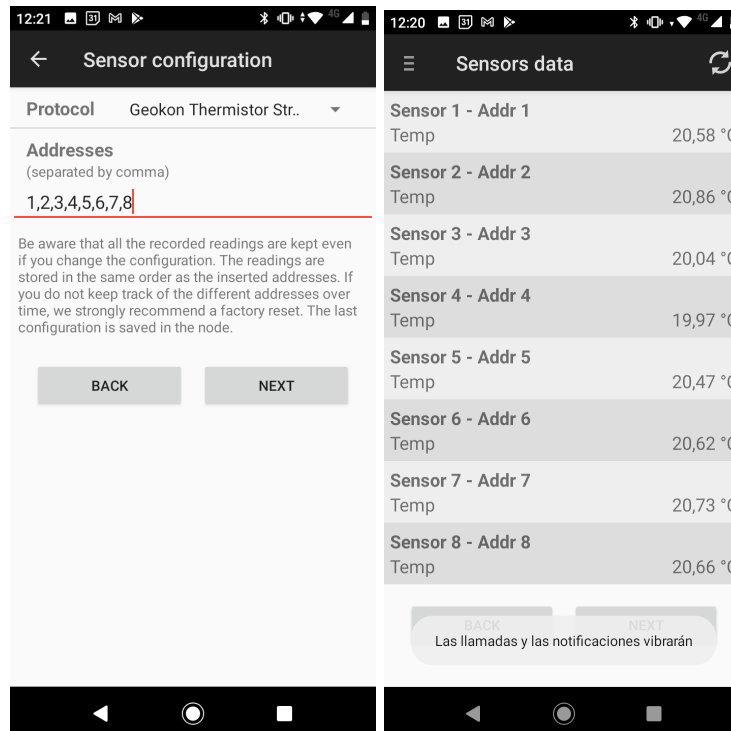 12:21 31 4G
Sensor configuration
Protocol Geokon Thermistor Str..
Addresses
(separated by comma)
1,2,3,4,5,6,7,8
Be aware that all the recorded readings are kept even
if you change the configuration. The readings are
stored in the same order as the inserted addresses. If
you do not keep track of the different addresses over
time, we strongly recommend a factory reset. The last
configuration is saved in the node.
BACK NEXT
12:20 31 4G
Sensors data
Sensor 1 - Addr 1
Temp 20,58 °C
Sensor 2 - Addr 2
Temp 20,86 °C
Sensor 3 - Addr 3
Temp 20,04 °C
Sensor 4 - Addr 4
Temp 19,97 °C
Sensor 5 - Addr 5
Temp 20,47 °C
Sensor 6 - Addr 6
Temp 20,62 °C
Sensor 7 - Addr 7
Temp 20,73 °C
Sensor 8 - Addr 8
Temp 20,66 °C
BACK NEXT
Las llamadas y las notificaciones vibrarán